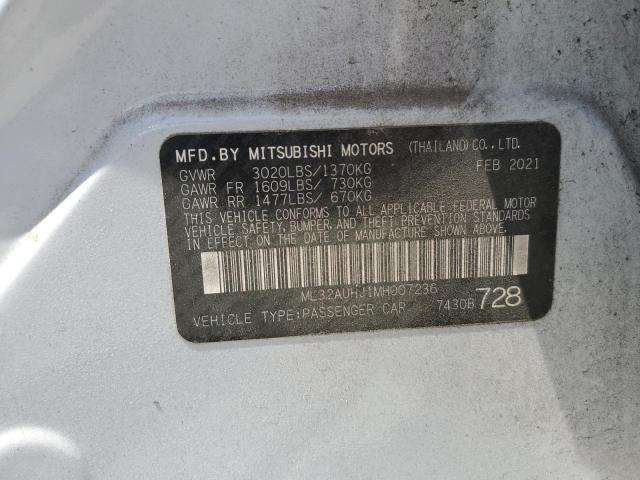 MFD.BY MITSUBISHI MOTORS (THAILAND)CO.,LTD.
GVWR 3020LBS/1370KG FEB 2021
GAWR FR 1609LBS/ 730KG
GAWR RR 1477LBS/ 670KG
THIS VEHICLE CONFORMS TO ALL APPLICABLE FEDERAL MOTOR
VEHICLE SAFETY, BUMPER, AND THEFT PREVENTION STANDARDS
IN EFFECT ON THE DATE OF MANUFACTURE SHOWN ABOVE.
ML32AUHJ1MH007236
VEHICLE TYPE:PASSENGER CAR 7430B 728